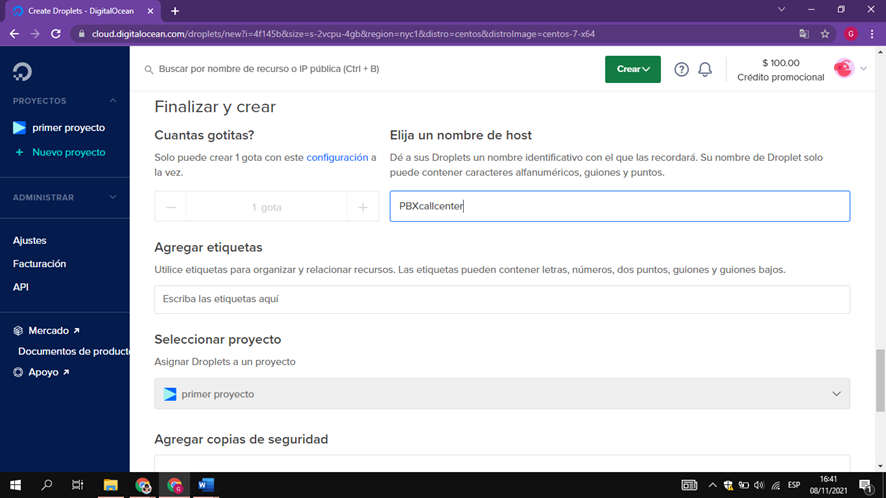 Create Droplets - DigitalOcean
cloud.digitalocean.com/droplets/new?i=4f145b&size=s-2vcpu-4gb&region=nyc1&distro=centos&distroImage=centos-7-x64
G
PROYECTOS
primer proyecto
+ Nuevo proyecto
ADMINISTRAR
Ajustes
Facturación
API
Mercado ↗
Documentos de producto
Apoyo ↗
Buscar por nombre de recurso o IP pública (Ctrl + B)
Crear
?
$ 100.00
Crédito promocional
Finalizar y crear
Cuantas gotitas?
Solo puede crear 1 gota con este configuración a
la vez.
1 gota
Elija un nombre de host
Dé a sus Droplets un nombre identificativo con el que las recordará. Su nombre de Droplet solo
puede contener caracteres alfanuméricos, guiones y puntos.
PBXcallcenter
Agregar etiquetas
Utilice etiquetas para organizar y relacionar recursos. Las etiquetas pueden contener letras, números, dos puntos, guiones y guiones bajos.
Escriba las etiquetas aquí
Seleccionar proyecto
Asignar Droplets a un proyecto
primer proyecto
Agregar copias de seguridad
ESP
16:41
08/11/2021
1